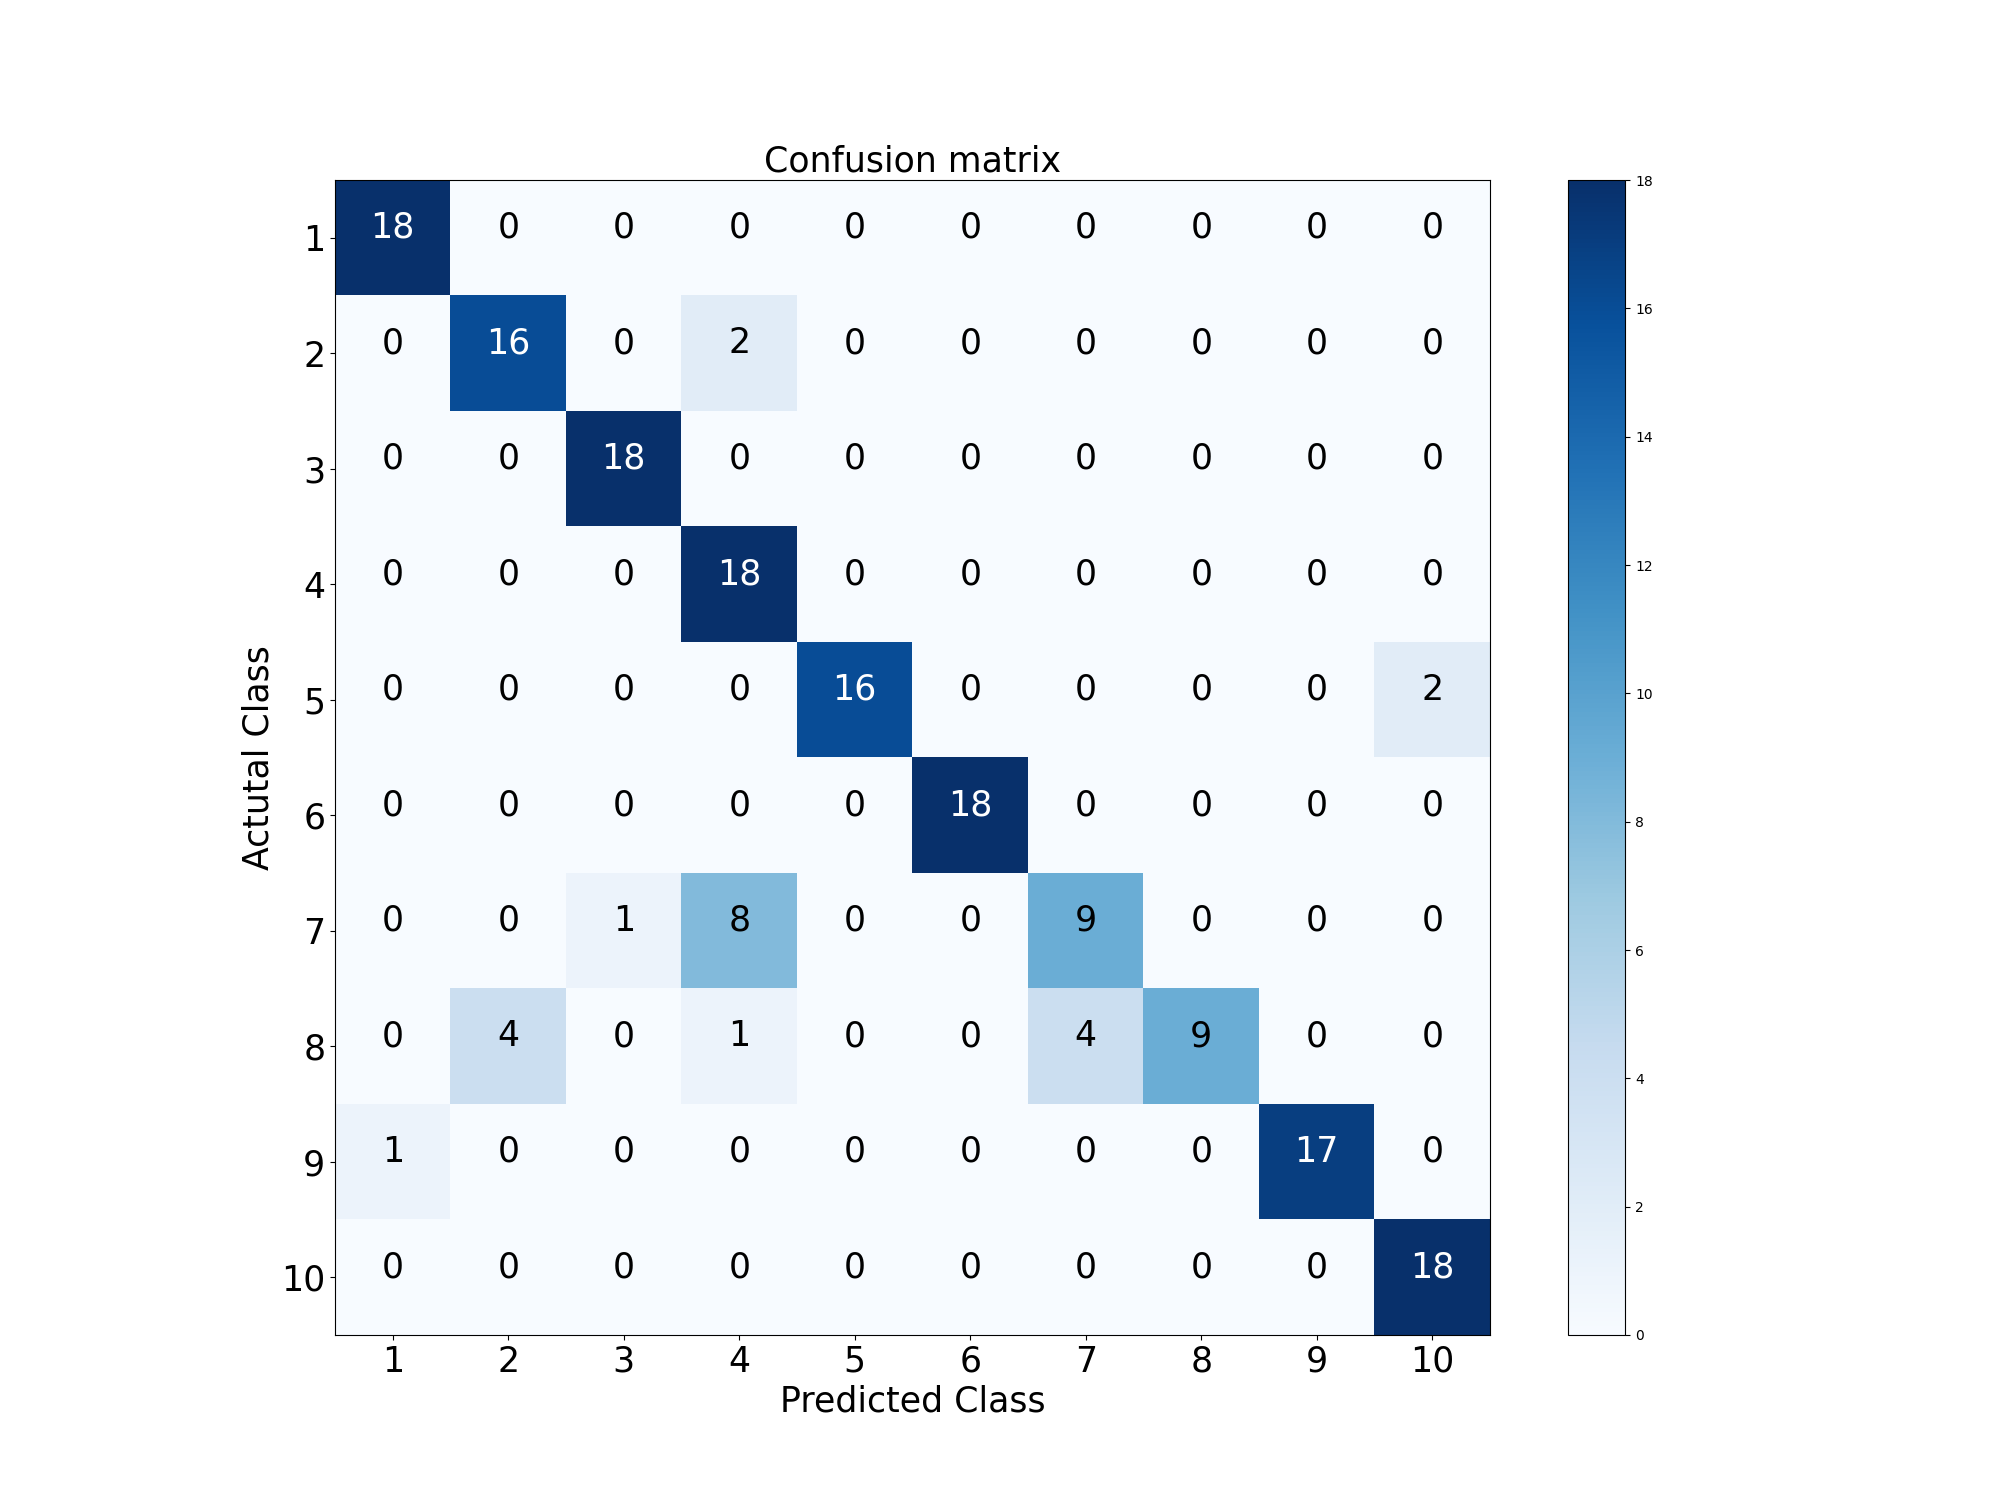 Confusion matrix
1 18 0 0 0 0 0 0 0 0 0
2 0 16 0 2 0 0 0 0 0 0
3 0 0 18 0 0 0 0 0 0 0
4 0 0 0 18 0 0 0 0 0 0
5 0 0 0 0 16 0 0 0 0 2
6 0 0 0 0 0 18 0 0 0 0
7 0 0 1 8 0 0 9 0 0 0
8 0 4 0 1 0 0 4 9 0 0
9 1 0 0 0 0 0 0 0 17 0
10 0 0 0 0 0 0 0 0 0 18
1 2 3 4 5 6 7 8 9 10
Predicted Class
Actutal Class
18
16
14
12
10
8
6
4
2
0